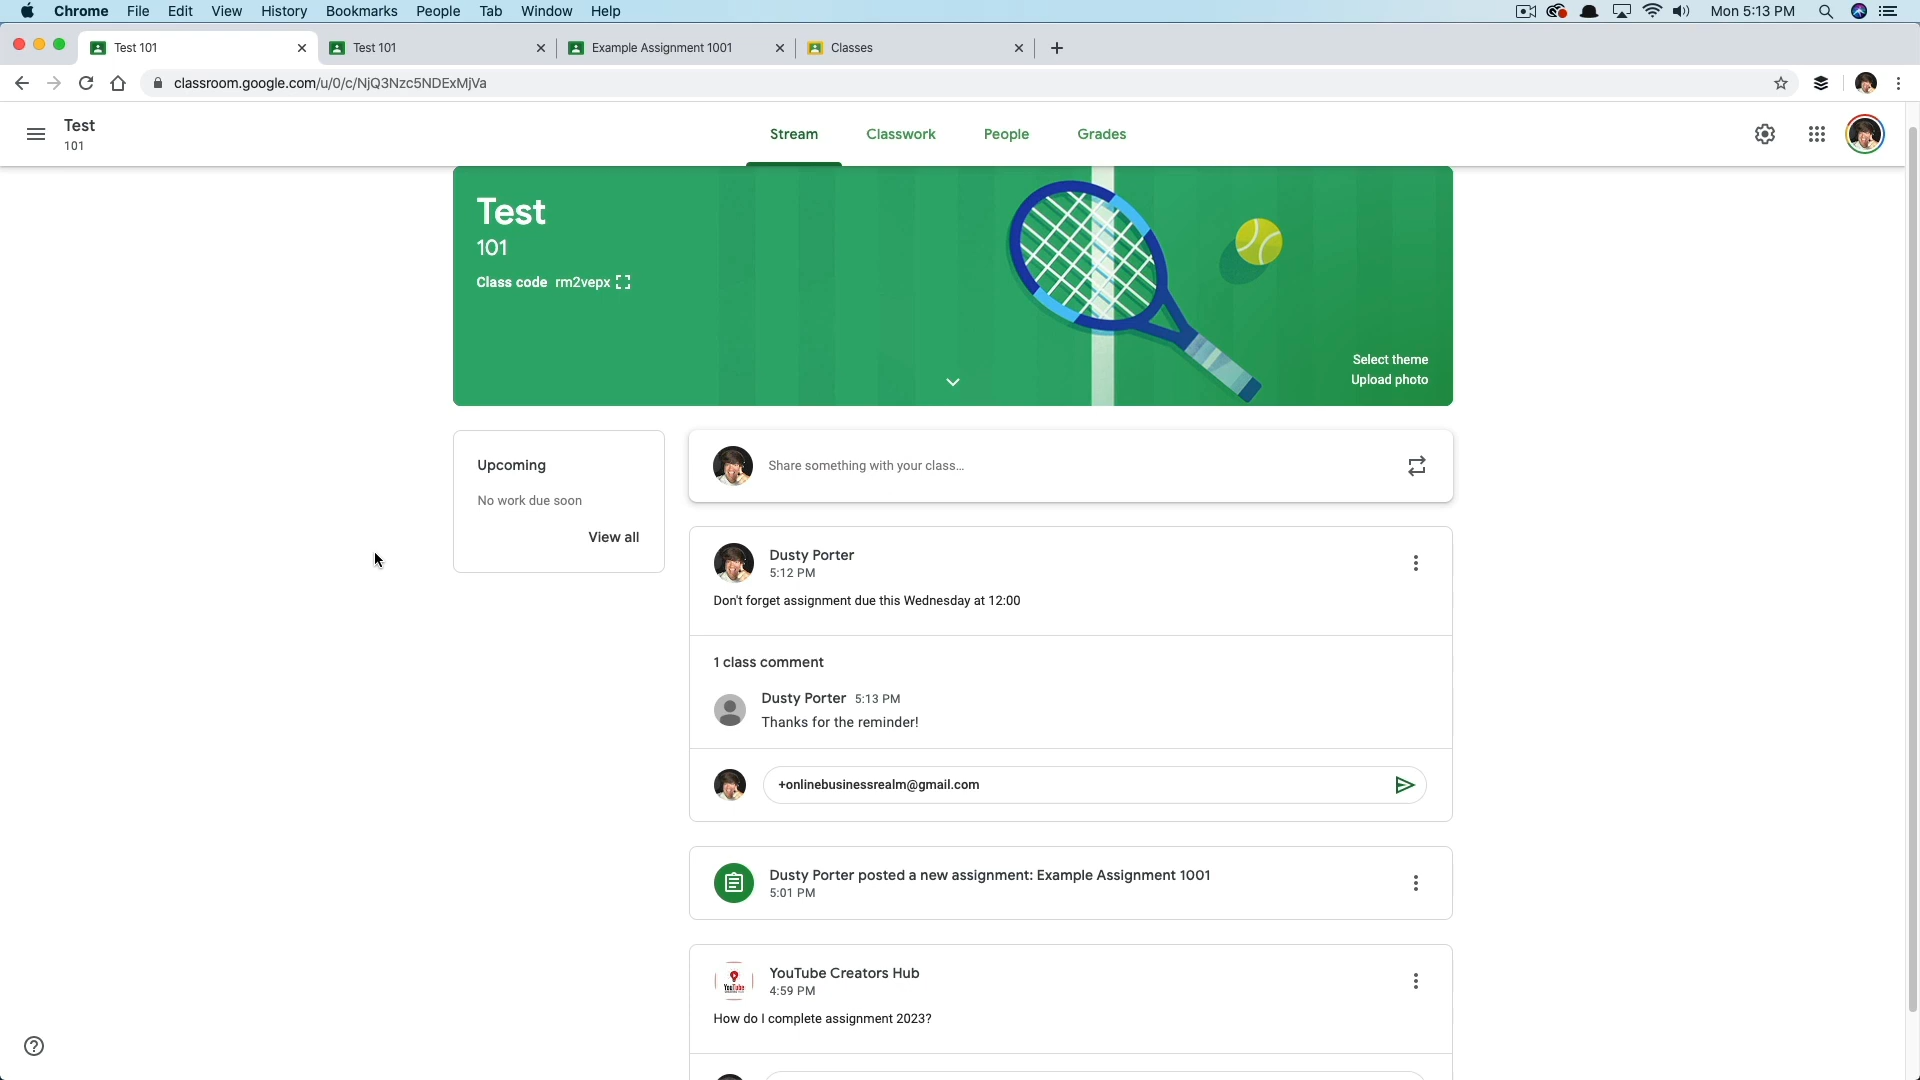 Chrome File Edit View History Bookmarks People Tab Window Help Mon 5:13 PM
Test 101 Test 101 Example Assignment 1001 Classes
classroom.google.com/u/0/c/NjQ3Nzc5NDExMjVa
Test
101
Stream Classwork People Grades
Test
101
Class code rm2vepx
Select theme
Upload photo
Upcoming
No work due soon
View all
Share something with your class...
Dusty Porter
5:12 PM
Don't forget assignment due this Wednesday at 12:00
1 class comment
Dusty Porter 5:13 PM
Thanks for the reminder!
+onlinebusinessrealm@gmail.com
Dusty Porter posted a new assignment: Example Assignment 1001
5:01 PM
YouTube
YouTube Creators Hub
4:59 PM
How do I complete assignment 2023?